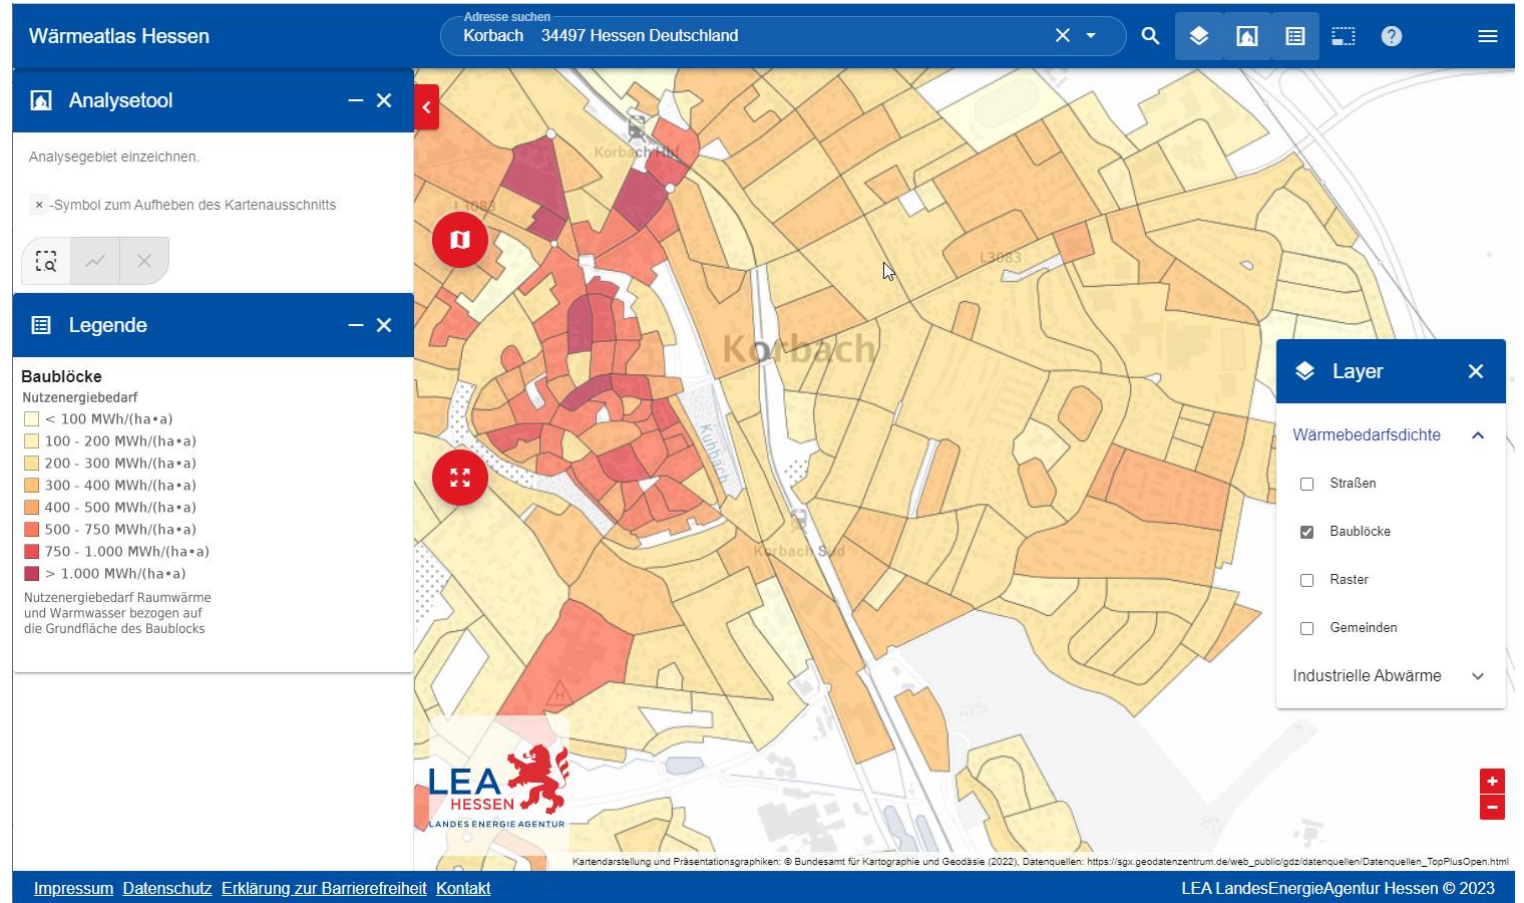 Wärmeatlas Hessen
Adresse suchen
Korbach 34497 Hessen Deutschland
Analysetool
Analysegebiet einzeichnen.
× -Symbol zum Aufheben des Kartenausschnitts
Legende
Baublöcke
Nutzenergiebedarf
< 100 MWh/(ha•a)
100 - 200 MWh/(ha•a)
200 - 300 MWh/(ha•a)
300 - 400 MWh/(ha•a)
400 - 500 MWh/(ha•a)
500 - 750 MWh/(ha•a)
750 - 1.000 MWh/(ha•a)
> 1.000 MWh/(ha•a)
Nutzenergiebedarf Raumwärme
und Warmwasser bezogen auf
die Grundfläche des Baublocks
Korbach Hbf
L3083
L3083
Korbach
Kuhbach
Korbach Süd
H
Layer
Wärmebedarfsdichte
Straßen
Baublöcke
Raster
Gemeinden
Industrielle Abwärme
LEA
HESSEN
LANDESENERGIEAGENTUR
+
−
Kartendarstellung und Präsentationsgraphiken: © Bundesamt für Kartographie und Geodäsie (2022), Datenquellen: https://sgx.geodatenzentrum.de/web_public/gdz/datenquellen/Datenquellen_TopPlusOpen.html
Impressum Datenschutz Erklärung zur Barrierefreiheit Kontakt
LEA LandesEnergieAgentur Hessen © 2023